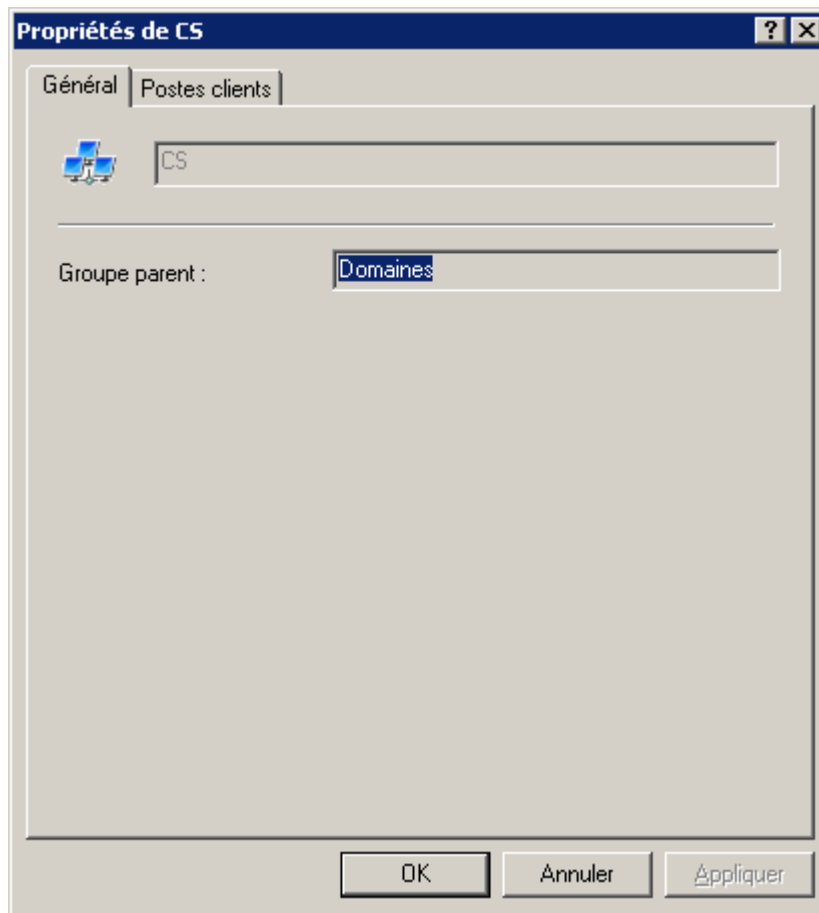 Propriétés de CS
Général Postes clients
CS
Groupe parent : Domaines
OK Annuler Appliquer